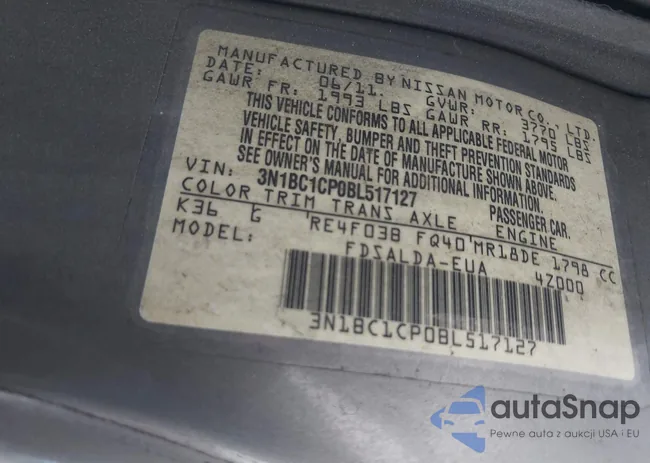 MANUFACTURED BY NISSAN MOTOR CO., LTD.
DATE: 06/11. GVWR: 3770 LBS
GAWR FR: 1993 LBS GAWR RR: 1795 LBS
THIS VEHICLE CONFORMS TO ALL APPLICABLE FEDERAL MOTOR
VEHICLE SAFETY, BUMPER AND THEFT PREVENTION STANDARDS
IN EFFECT ON THE DATE OF MANUFACTURE SHOWN ABOVE.
SEE OWNER'S MANUAL FOR ADDITIONAL INFORMATION.
VIN: 3N1BC1CP0BL517127 PASSENGER CAR.
COLOR TRIM TRANS AXLE ENGINE
K36 G RE4F03B FQ40 MR18DE 1798 CC
MODEL: FDSALDA-EUA 4Z000
3N1BC1CP0BL517127
autaSnap
Pewne auta z aukcji USA i EU